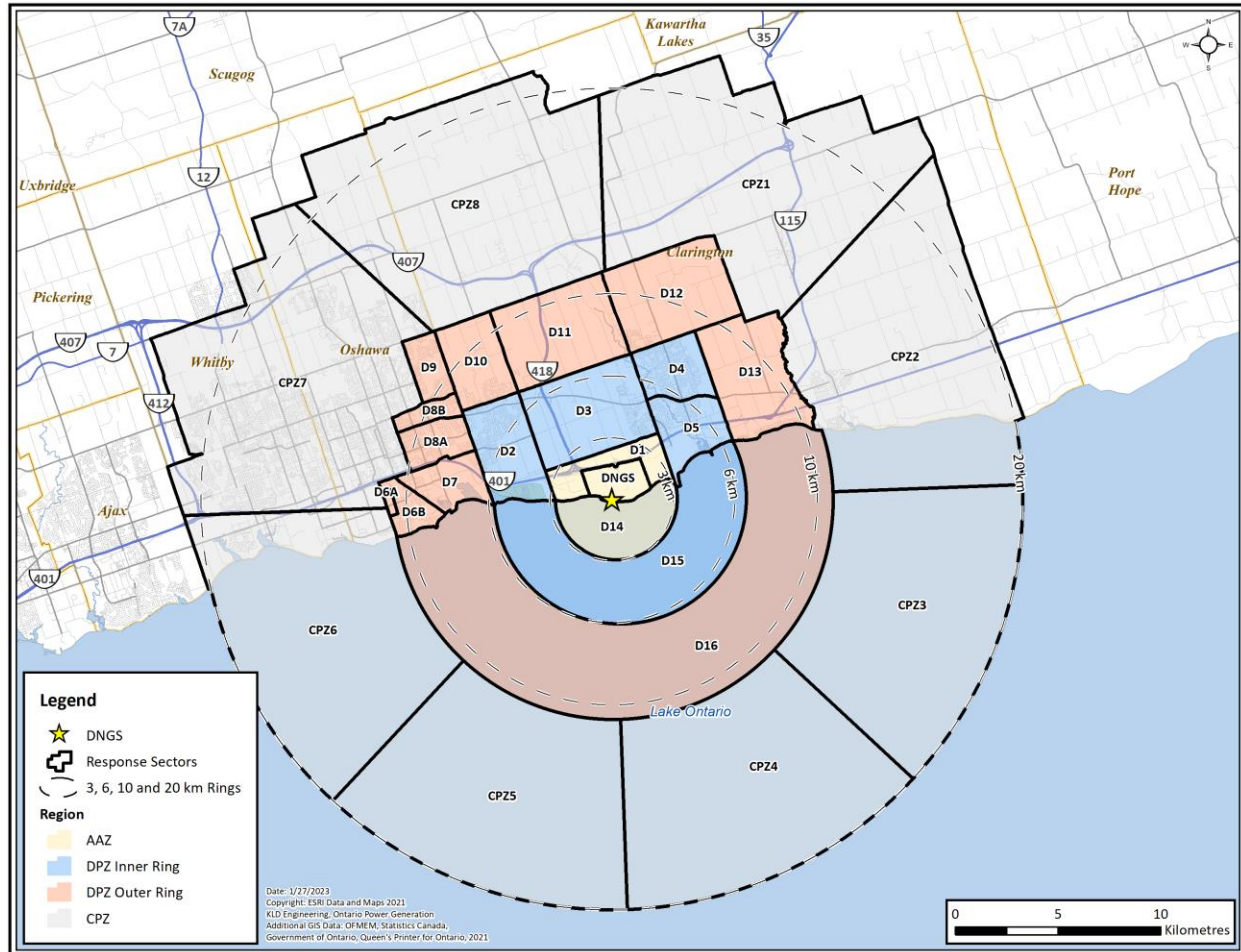 Kawartha
Lakes
7A
35
N
W
E
S
Scugog
Uxbridge
12
CPZ1
Port
Hope
CPZ8
115
407
Clarington
Pickering
D12
407
7
D11
Whitby
Oshawa
D10
D9
418
D4
D13
CPZ2
CPZ7
412
D3
D8B
D5
D8A
D2
D1
20 km
10 km
6 km
3 km
DNGS
401
D7
D6A
D6B
Ajax
D14
D15
401
CPZ3
CPZ6
D16
Lake Ontario
CPZ4
CPZ5
Legend
DNGS
Response Sectors
3, 6, 10 and 20 km Rings
Region
AAZ
DPZ Inner Ring
DPZ Outer Ring
CPZ
Date: 1/27/2023
Copyright: ESRI Data and Maps 2021
KLD Engineering, Ontario Power Generation
Additional GIS Data: OFMEM, Statistics Canada,
Government of Ontario, Queen's Printer for Ontario, 2021
0 5 10
Kilometres